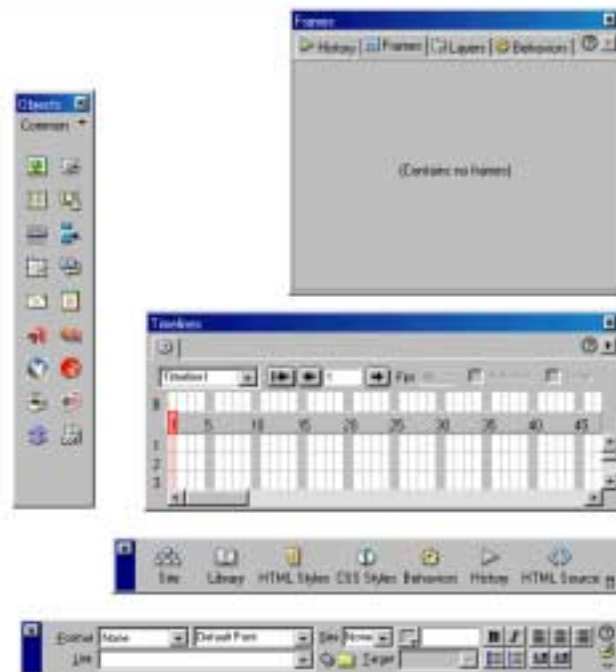 Frames
History Frames Layers Behaviors
Objects
Common
(Contains no frames)
Timelines
Timeline1 1 Fps
B
1 5 10 15 20 25 30 35 40 45
1
2
3
Site Library HTML Styles CSS Styles Behaviors History HTML Source
Format None Default Font Size None B I
Link Target